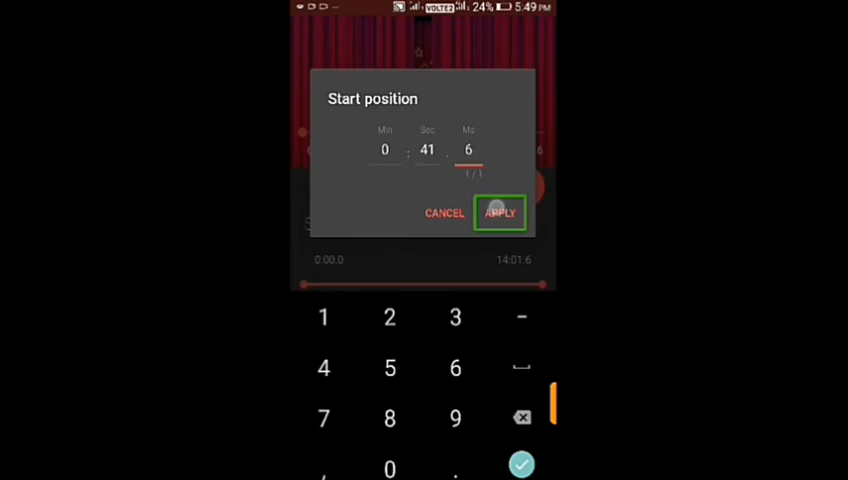 VOLTE2 24% 5:49 PM
Start position
Min Sec Ms
0 : 41 . 6
1 / 1
CANCEL APPLY
0:00.0 14:01.6
1 2 3 -
4 5 6
7 8 9
, 0 .